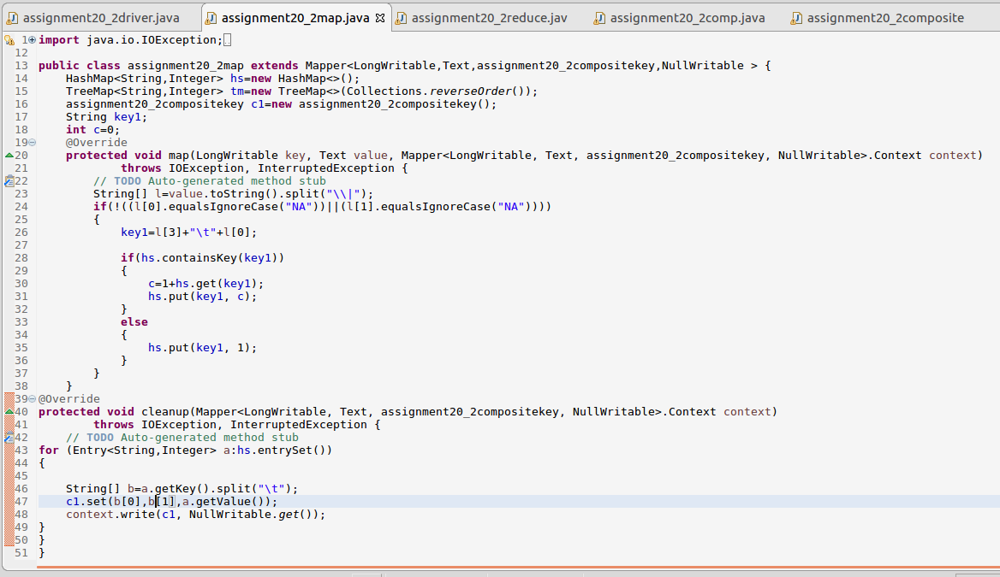 assignment20_2driver.java assignment20_2map.java assignment20_2reduce.jav assignment20_2comp.java assignment20_2composite
1 import java.io.IOException;
12
13 public class assignment20_2map extends Mapper<LongWritable,Text,assignment20_2compositekey,NullWritable > {
14 HashMap<String,Integer> hs=new HashMap<>();
15 TreeMap<String,Integer> tm=new TreeMap<>(Collections.reverseOrder());
16 assignment20_2compositekey c1=new assignment20_2compositekey();
17 String key1;
18 int c=0;
19 @Override
20 protected void map(LongWritable key, Text value, Mapper<LongWritable, Text, assignment20_2compositekey, NullWritable>.Context context)
21 throws IOException, InterruptedException {
22 // TODO Auto-generated method stub
23 String[] l=value.toString().split("\\|");
24 if(!((l[0].equalsIgnoreCase("NA"))||(l[1].equalsIgnoreCase("NA"))))
25 {
26 key1=l[3]+"\t"+l[0];
27
28 if(hs.containsKey(key1))
29 {
30 c=1+hs.get(key1);
31 hs.put(key1, c);
32 }
33 else
34 {
35 hs.put(key1, 1);
36 }
37 }
38 }
39 @Override
40 protected void cleanup(Mapper<LongWritable, Text, assignment20_2compositekey, NullWritable>.Context context)
41 throws IOException, InterruptedException {
42 // TODO Auto-generated method stub
43 for (Entry<String,Integer> a:hs.entrySet())
44 {
45
46 String[] b=a.getKey().split("\t");
47 c1.set(b[0],b[1],a.getValue());
48 context.write(c1, NullWritable.get());
49 }
50 }
51 }